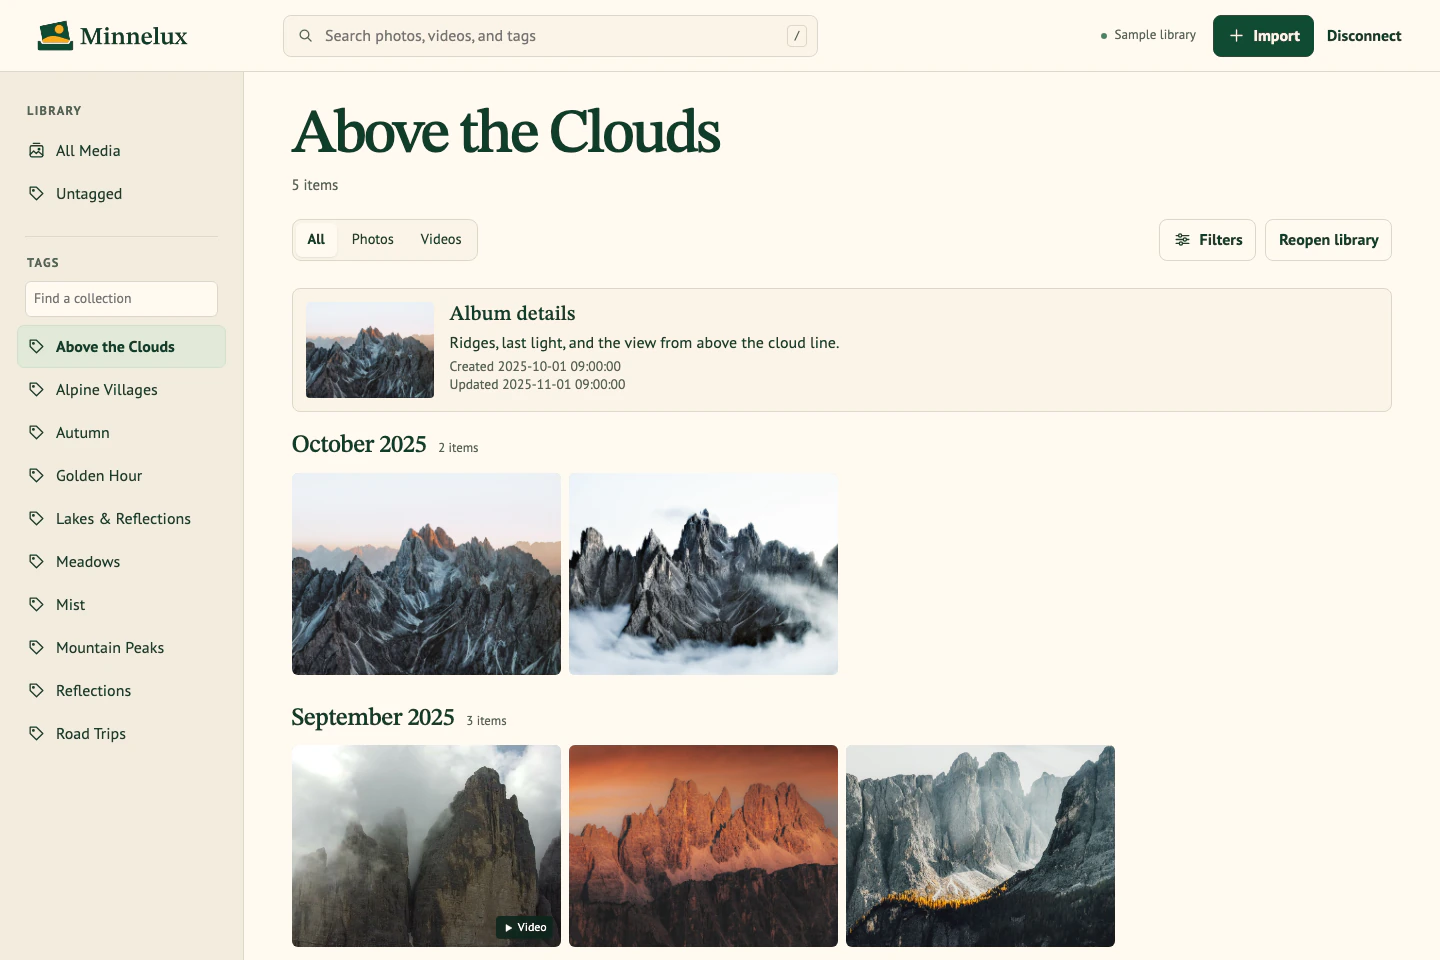 Minnelux
Search photos, videos, and tags
/
Sample library
Import
Disconnect
LIBRARY
All Media
Untagged
TAGS
Find a collection
Above the Clouds
Alpine Villages
Autumn
Golden Hour
Lakes & Reflections
Meadows
Mist
Mountain Peaks
Reflections
Road Trips
Above the Clouds
5 items
All
Photos
Videos
Filters
Reopen library
Album details
Ridges, last light, and the view from above the cloud line.
Created 2025-10-01 09:00:00
Updated 2025-11-01 09:00:00
October 2025 2 items
September 2025 3 items
Video